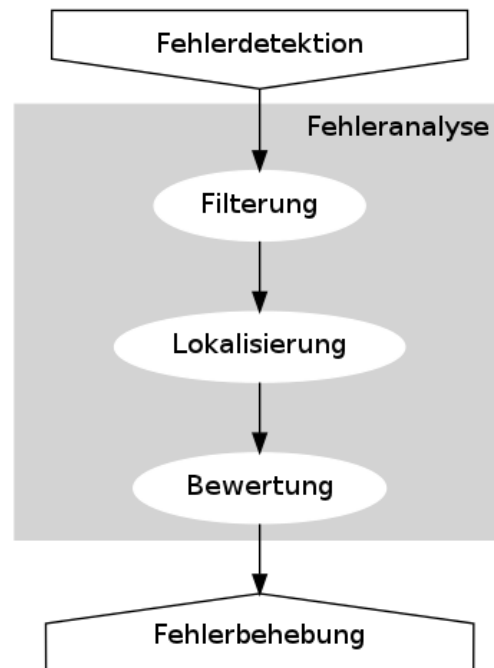 Fehlerdetektion
Fehleranalyse
Filterung
Lokalisierung
Bewertung
Fehlerbehebung